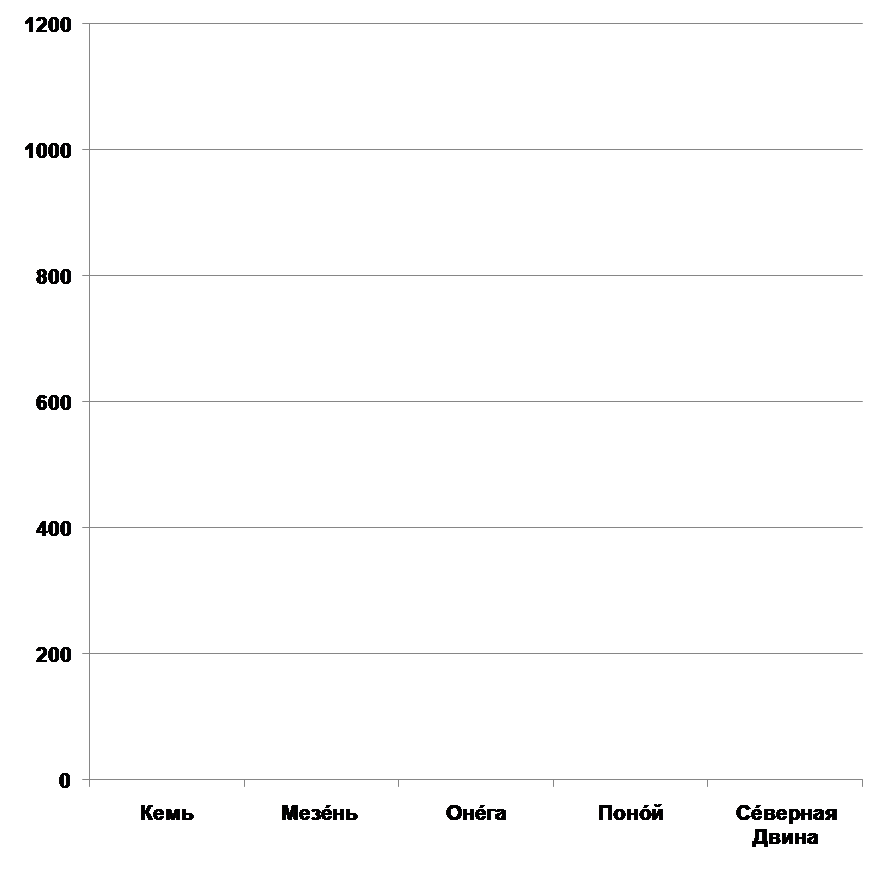 1200
1000
800
600
400
200
0
Кемь
Мезе́нь
Оне́га
Поно́й
Се́верная
Двина